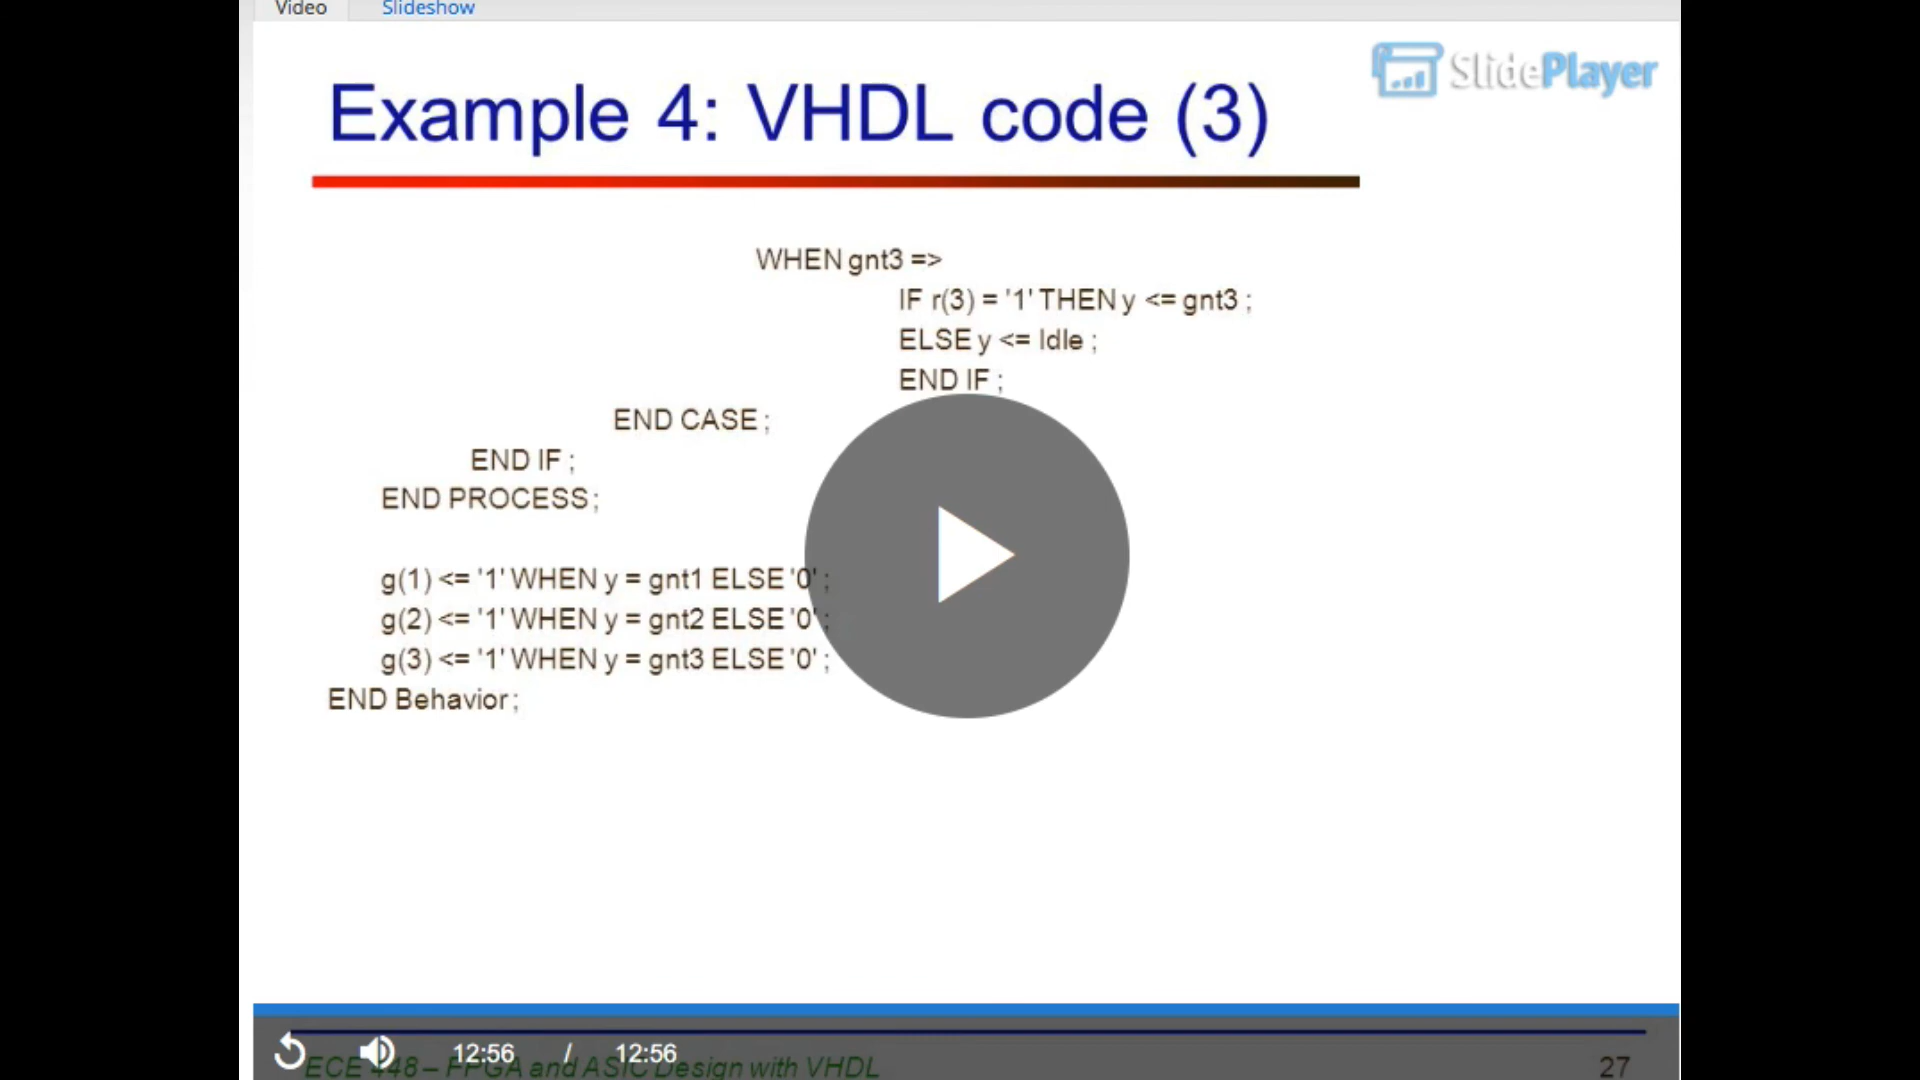 Video Slideshow
SlidePlayer
Example 4: VHDL code (3)
WHEN gnt3 =>
IF r(3) = '1' THEN y <= gnt3 ;
ELSE y <= Idle ;
END IF ;
END CASE ;
END IF ;
END PROCESS ;
g(1) <= '1' WHEN y = gnt1 ELSE '0' ;
g(2) <= '1' WHEN y = gnt2 ELSE '0' ;
g(3) <= '1' WHEN y = gnt3 ELSE '0' ;
END Behavior ;
12:56 / 12:56
ECE 448 – FPGA and ASIC Design with VHDL 27